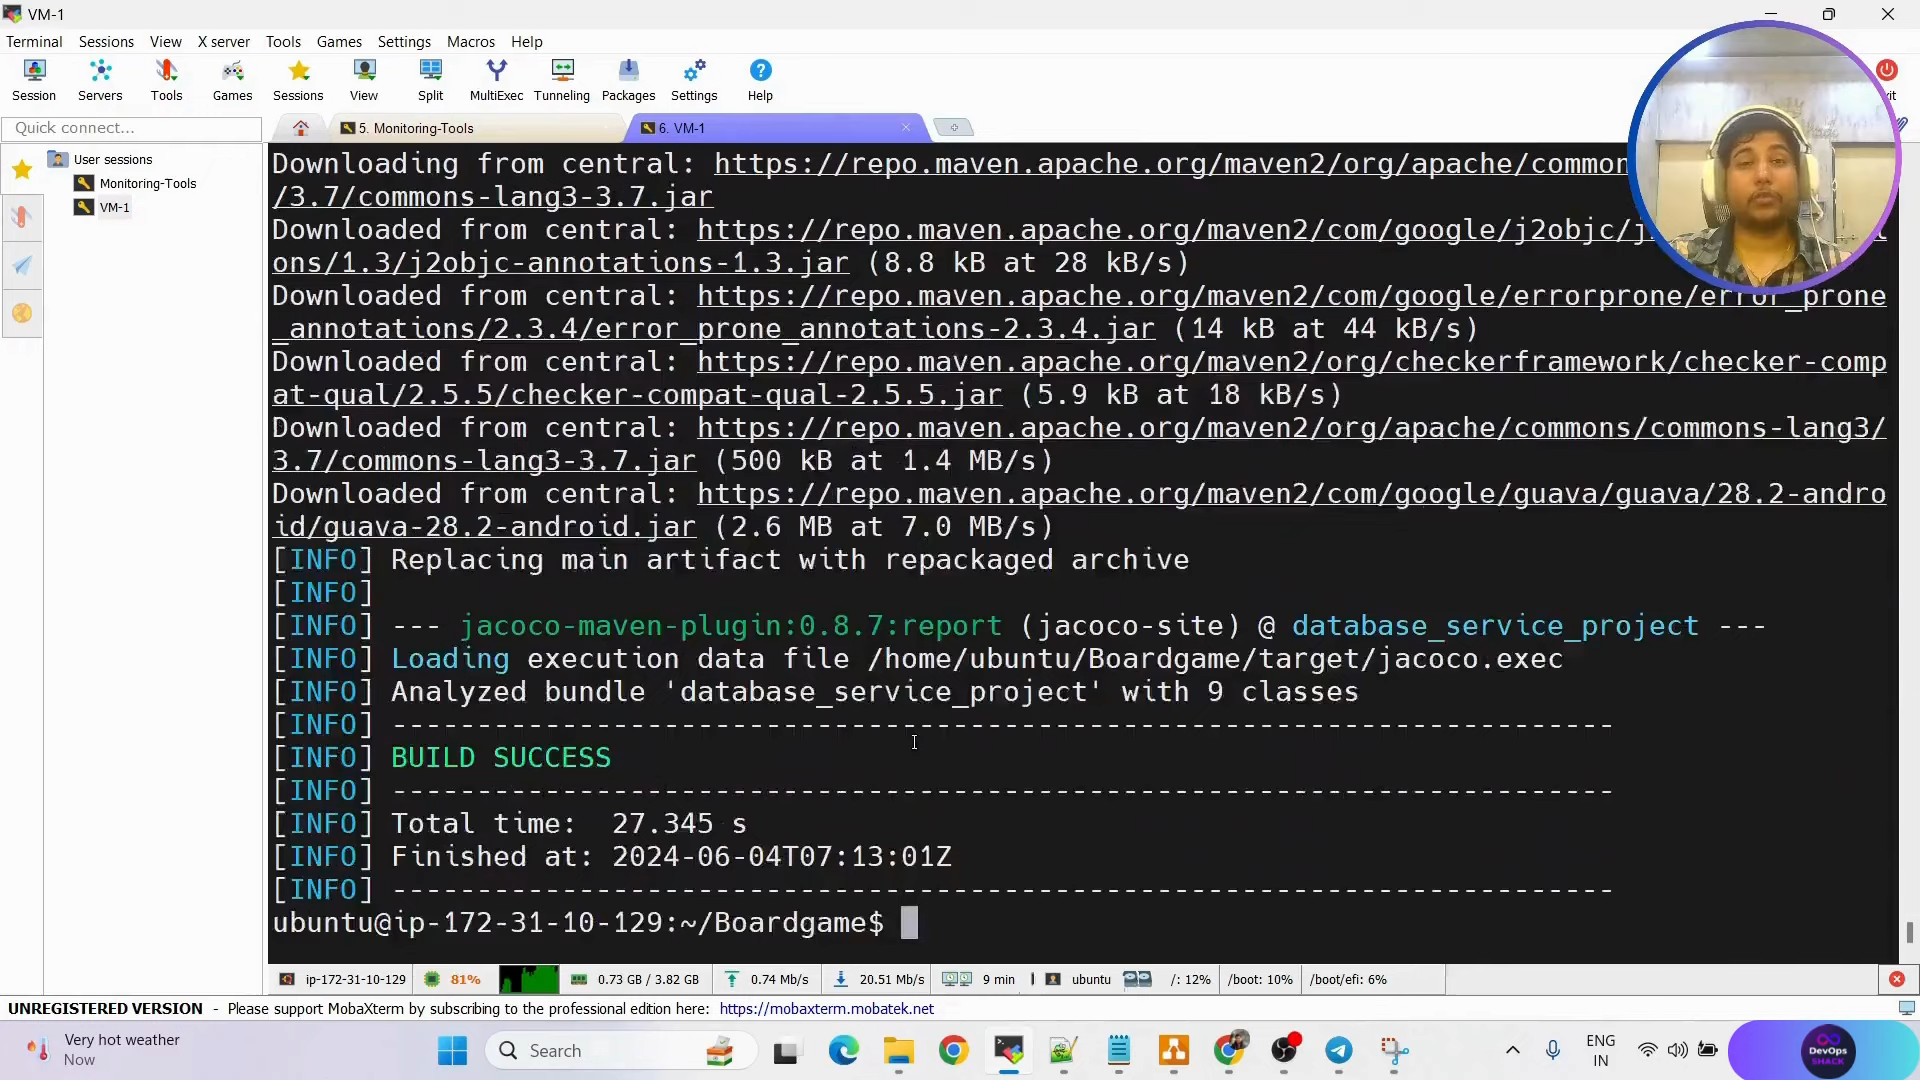 VM-1
Terminal Sessions View X server Tools Games Settings Macros Help
Session Servers Tools Games Sessions View Split MultiExec Tunneling Packages Settings Help
Quick connect...
5. Monitoring-Tools
6. VM-1
User sessions
Monitoring-Tools
VM-1
Downloading from central: https://repo.maven.apache.org/maven2/org/apache/common
/3.7/commons-lang3-3.7.jar
Downloaded from central: https://repo.maven.apache.org/maven2/com/google/j2objc/j
ons/1.3/j2objc-annotations-1.3.jar (8.8 kB at 28 kB/s)
Downloaded from central: https://repo.maven.apache.org/maven2/com/google/errorprone/error_prone
_annotations/2.3.4/error_prone_annotations-2.3.4.jar (14 kB at 44 kB/s)
Downloaded from central: https://repo.maven.apache.org/maven2/org/checkerframework/checker-comp
at-qual/2.5.5/checker-compat-qual-2.5.5.jar (5.9 kB at 18 kB/s)
Downloaded from central: https://repo.maven.apache.org/maven2/org/apache/commons/commons-lang3/
3.7/commons-lang3-3.7.jar (500 kB at 1.4 MB/s)
Downloaded from central: https://repo.maven.apache.org/maven2/com/google/guava/guava/28.2-andro
id/guava-28.2-android.jar (2.6 MB at 7.0 MB/s)
[INFO] Replacing main artifact with repackaged archive
[INFO]
[INFO] --- jacoco-maven-plugin:0.8.7:report (jacoco-site) @ database_service_project ---
[INFO] Loading execution data file /home/ubuntu/Boardgame/target/jacoco.exec
[INFO] Analyzed bundle 'database_service_project' with 9 classes
[INFO] ------------------------------------------------------------------------
[INFO] BUILD SUCCESS
[INFO] ------------------------------------------------------------------------
[INFO] Total time:  27.345 s
[INFO] Finished at: 2024-06-04T07:13:01Z
[INFO] ------------------------------------------------------------------------
ubuntu@ip-172-31-10-129:~/Boardgame$
ip-172-31-10-129 81% 0.73 GB / 3.82 GB 0.74 Mb/s 20.51 Mb/s 9 min ubuntu /: 12% /boot: 10% /boot/efi: 6%
UNREGISTERED VERSION - Please support MobaXterm by subscribing to the professional edition here: https://mobaxterm.mobatek.net
Very hot weather
Now
Search
ENG
IN
DevOps
SHACK